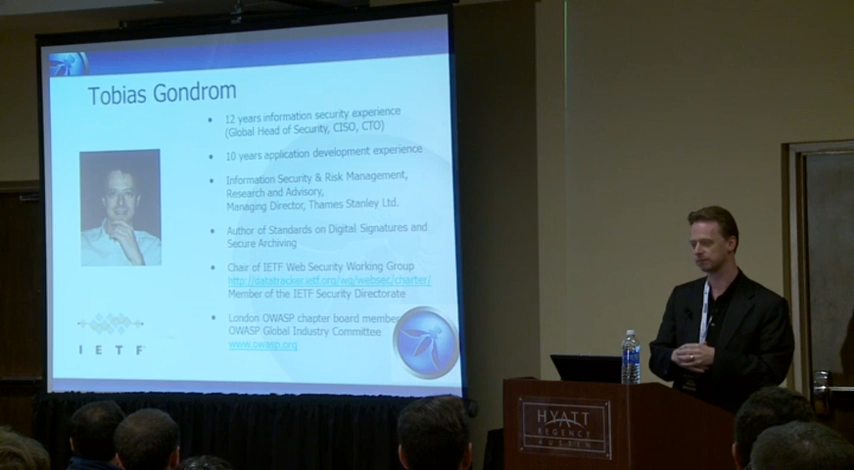 Tobias Gondrom
12 years information security experience
(Global Head of Security, CISO, CTO)
10 years application development experience
Information Security & Risk Management,
Research and Advisory,
Managing Director, Thames Stanley Ltd.
Author of Standards on Digital Signatures and
Secure Archiving
Chair of IETF Web Security Working Group
http://datatracker.ietf.org/wg/websec/charter/
Member of the IETF Security Directorate
London OWASP chapter board member
OWASP Global Industry Committee
www.owasp.org
I E T F
HYATT
REGENCY
AUSTIN